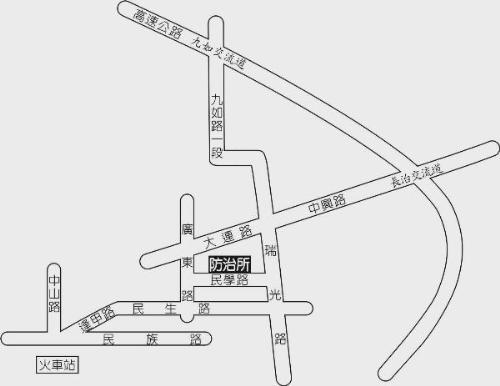 高速公路
九如交流道
九如路一段
長治交流道
中興路
大連路
廣東路
瑞光路
防治所
民學路
中山路
逢甲路
民生路
民族路
火車站